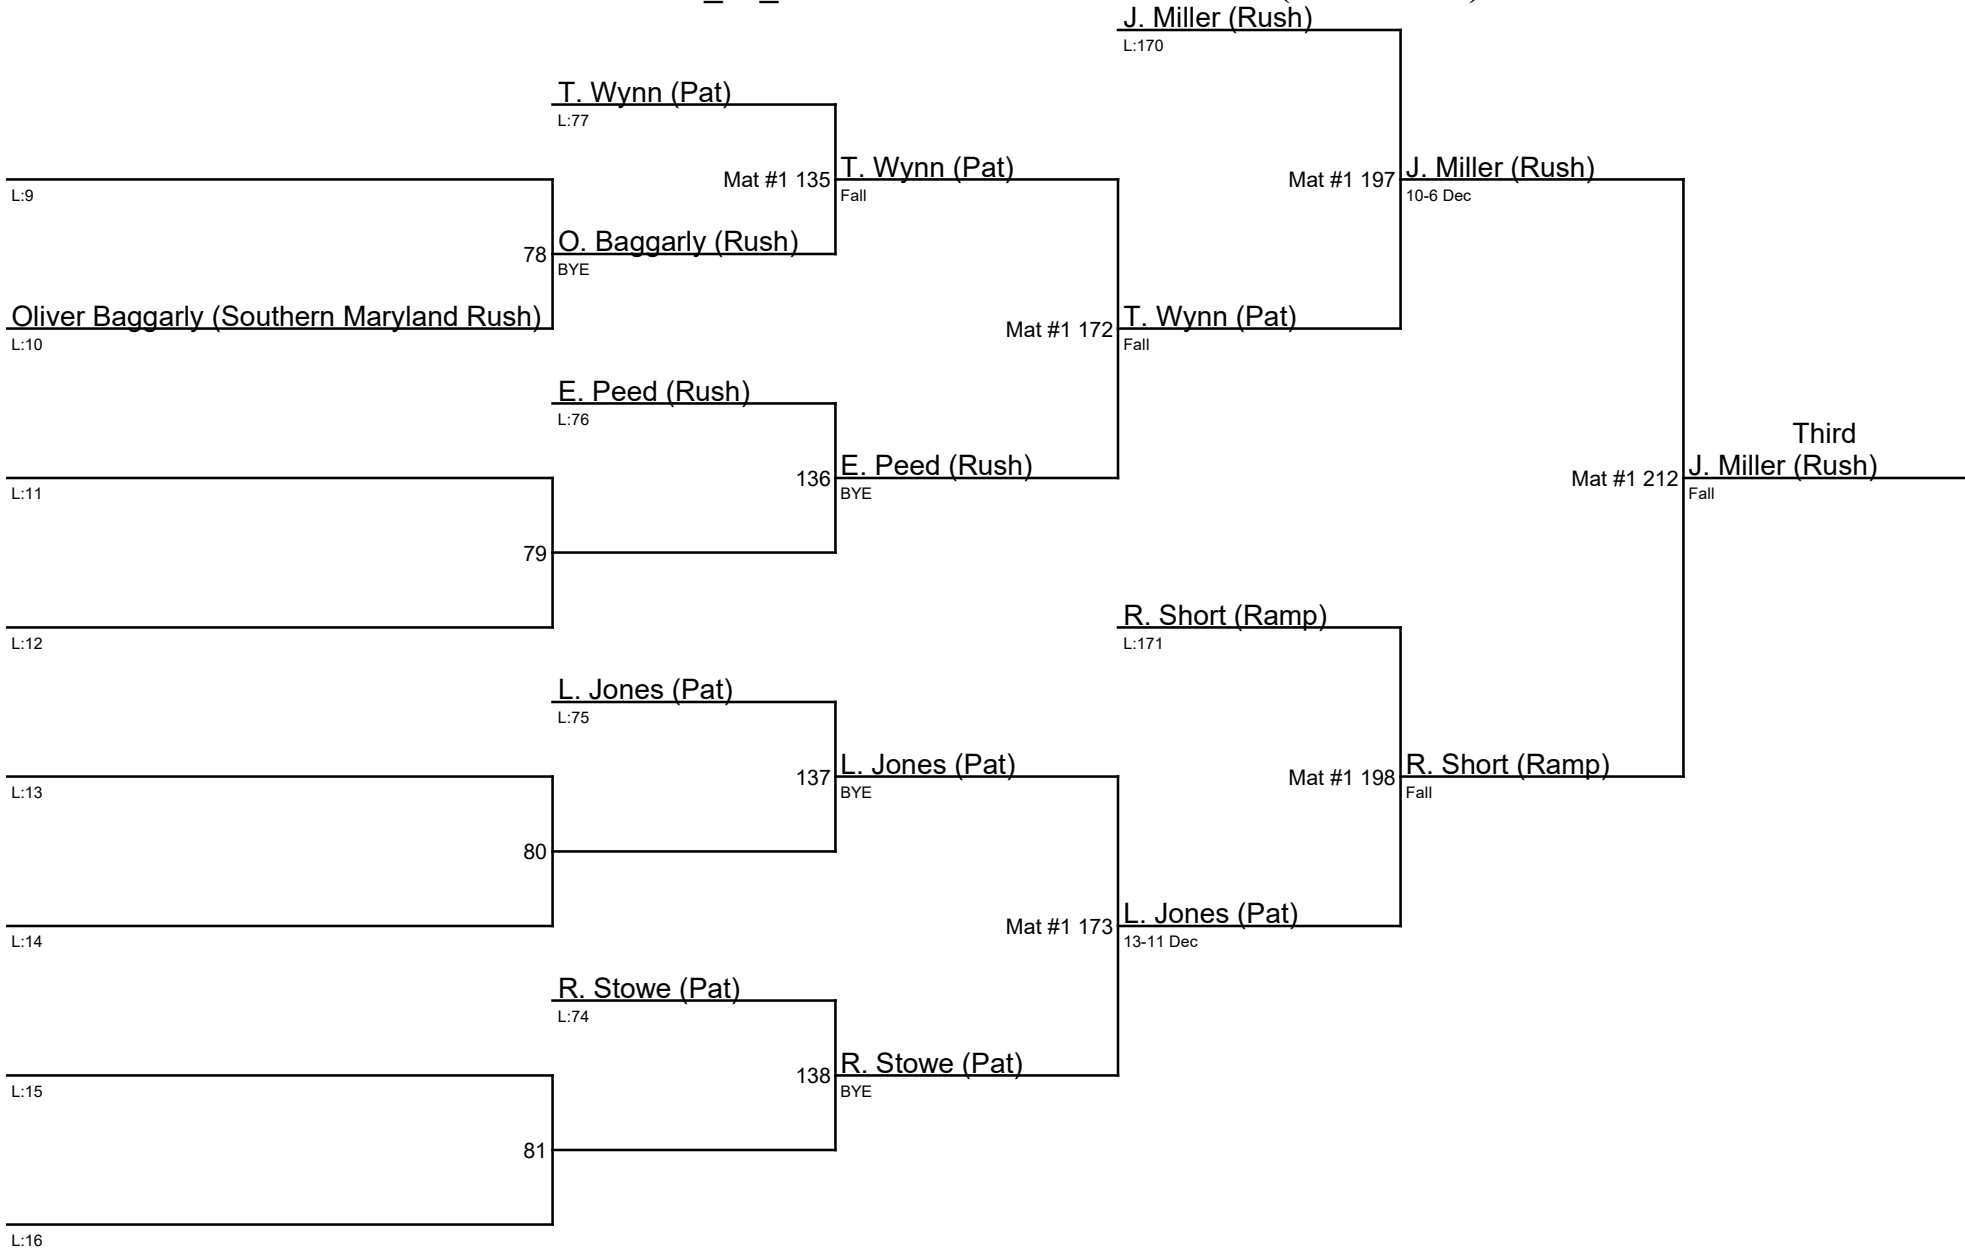 J. Miller (Rush)
L:170
T. Wynn (Pat)
L:77
Mat #1 135
T. Wynn (Pat)
Fall
Mat #1 197
J. Miller (Rush)
10-6 Dec
L:9
78
O. Baggarly (Rush)
BYE
Oliver Baggarly (Southern Maryland Rush)
L:10
Mat #1 172
T. Wynn (Pat)
Fall
E. Peed (Rush)
L:76
Third
L:11
136
E. Peed (Rush)
BYE
Mat #1 212
J. Miller (Rush)
Fall
79
L:12
R. Short (Ramp)
L:171
L. Jones (Pat)
L:75
L:13
137
L. Jones (Pat)
BYE
Mat #1 198
R. Short (Ramp)
Fall
80
L:14
Mat #1 173
L. Jones (Pat)
13-11 Dec
R. Stowe (Pat)
L:74
L:15
138
R. Stowe (Pat)
BYE
81
L:16